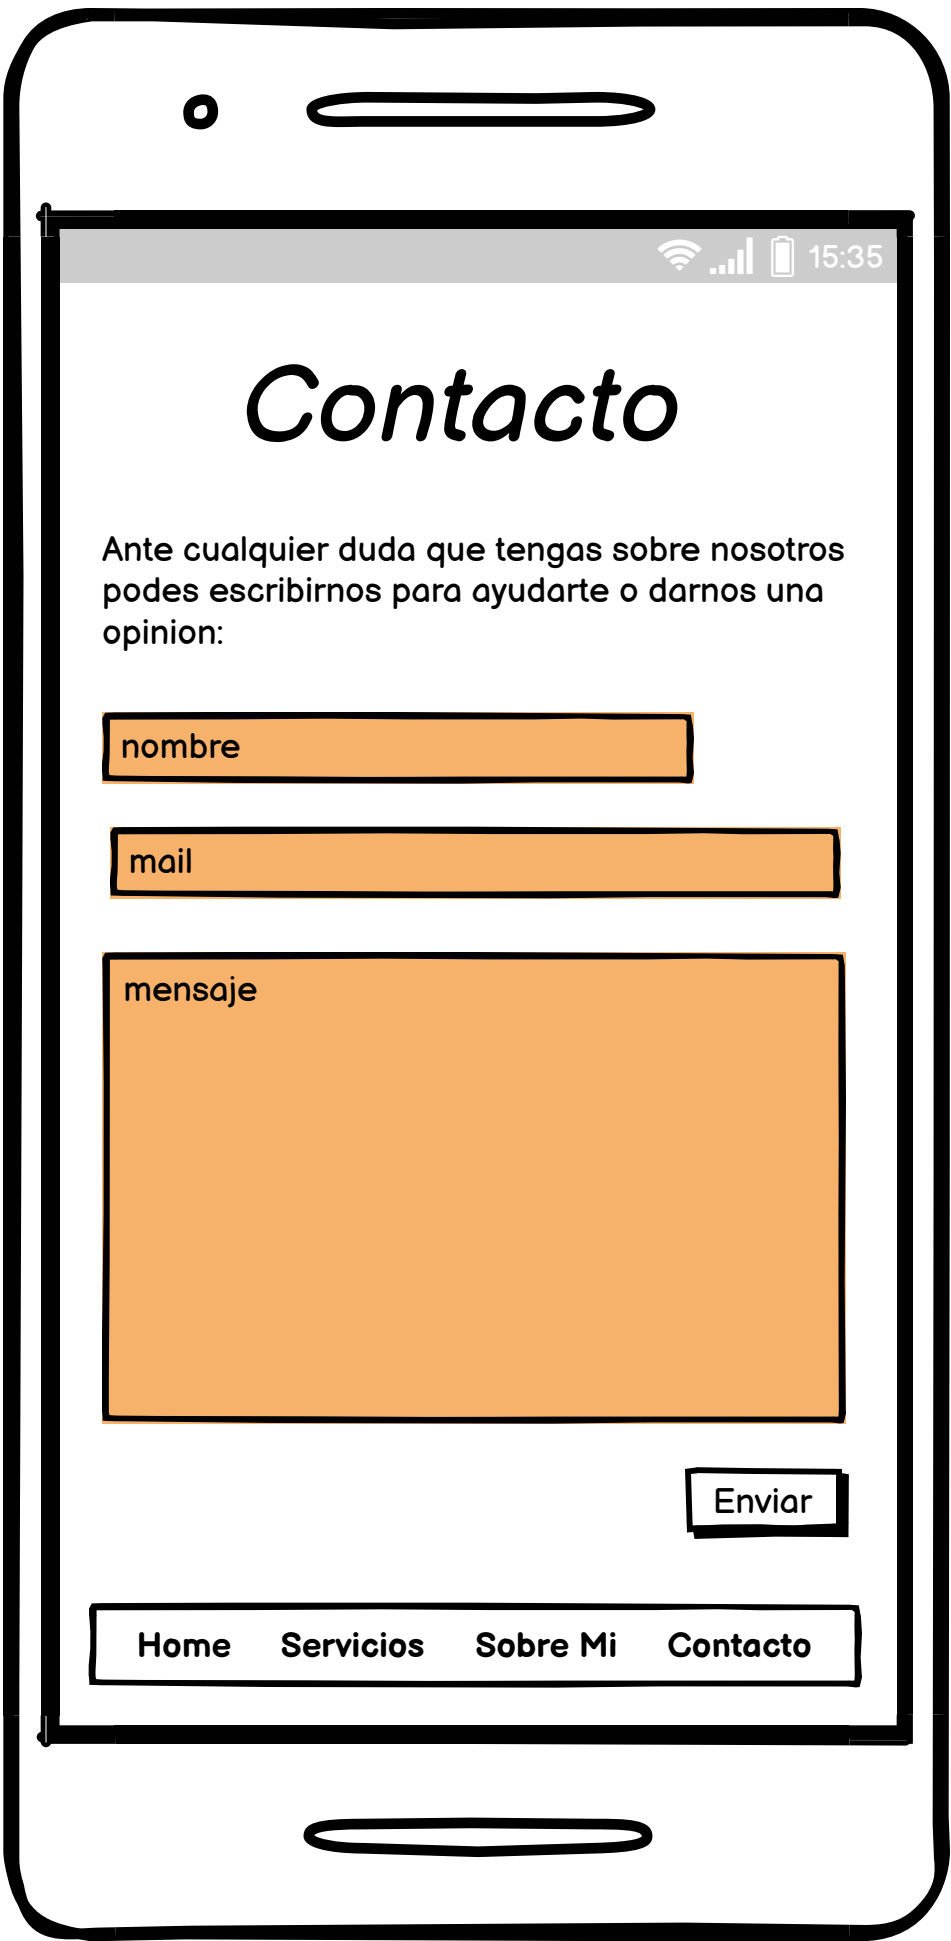 15:35
Contacto
Ante cualquier duda que tengas sobre nosotros
podes escribirnos para ayudarte o darnos una
opinion:
nombre
mail
mensaje
Enviar
Home Servicios Sobre Mi Contacto